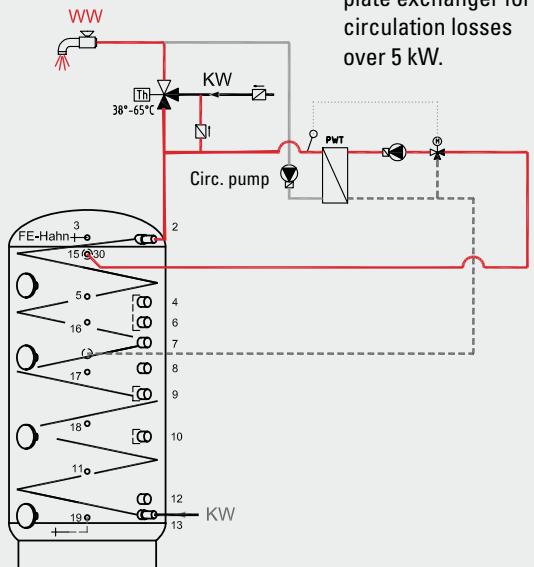 plate exchanger for
circulation losses
over 5 kW.
WW
KW
Th
38°-65°C
M
PWT
Circ. pump
2
3
FE-Hahn
15 30
5
4
16
6
7
17
8
9
18
10
11
12
KW
19
13